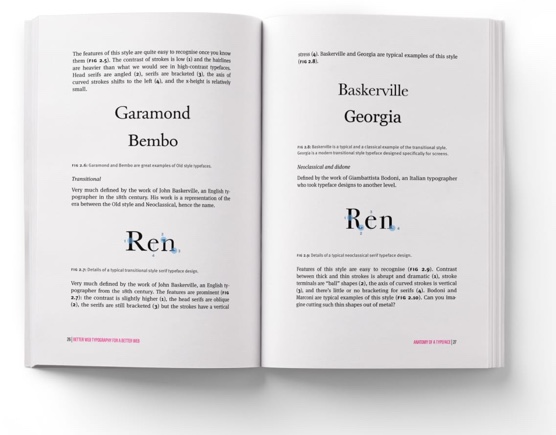 The features of this style are quite easy to recognise once you know
them (FIG 2.5). The contrast of strokes is low (1) and the hairlines
are heavier than what we would see in high-contrast typefaces.
Head serifs are angled (2), serifs are bracketed (3), the axis of
curved strokes shifts to the left (4), and the x-height is relatively
small.
Garamond
Bembo
FIG 2.6: Garamond and Bembo are great examples of Old style typefaces.
Transitional
Very much defined by the work of John Baskerville, an English ty-
pographer in the 18th century. His work is a representation of the
era between the Old style and Neoclassical, hence the name.
Ren
FIG 2.7: Details of a typical transitional style serif typeface design.
Very much defined by the work of John Baskerville, an English ty-
pographer from the 18th century. The features are prominent (FIG
2.7): the contrast is slightly higher (1), the head serifs are oblique
(2), the serifs are still bracketed (3) but the strokes have a vertical
26 | BETTER WEB TYPOGRAPHY FOR A BETTER WEB
stress (4). Baskerville and Georgia are typical examples of this style
(FIG 2.8).
Baskerville
Georgia
FIG 2.8: Baskerville is a typical and a classical example of the transitional style.
Georgia is a modern transitional style typeface designed specifically for screens.
Neoclassical and didone
Defined by the work of Giambattista Bodoni, an Italian typographer
who took typeface designs to another level.
Ren
FIG 2.9: Details of a typical neoclassical serif typeface design.
Features of this style are easy to recognise (FIG 2.9). Contrast
between thick and thin strokes is abrupt and dramatic (1), stroke
terminals are "ball" shapes (2), the axis of curved strokes is vertical
(3), and there's little or no bracketing for serifs (4). Bodoni and
Marconi are typical examples of this style (FIG 2.10). Can you ima-
gine cutting such thin shapes out of metal?
ANATOMY OF A TYPEFACE | 27